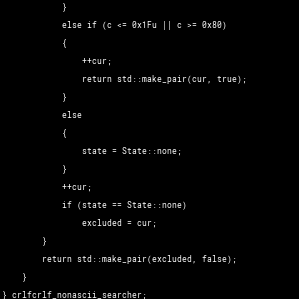 }
else if (c <= 0x1Fu || c >= 0x80)
{
++cur;
return std::make_pair(cur, true);
}
else
{
state = State::none;
}
++cur;
if (state == State::none)
excluded = cur;
}
return std::make_pair(excluded, false);
}
} crlfcrlf_nonascii_searcher;